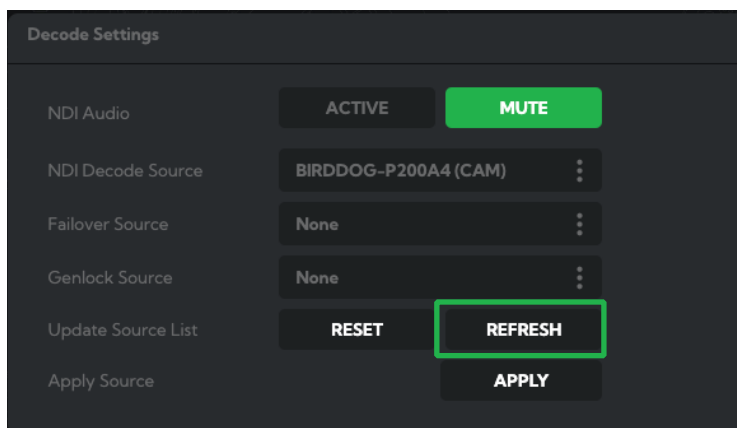 Decode Settings
NDI Audio ACTIVE MUTE
NDI Decode Source BIRDDOG-P200A4 (CAM)
Failover Source None
Genlock Source None
Update Source List RESET REFRESH
Apply Source APPLY